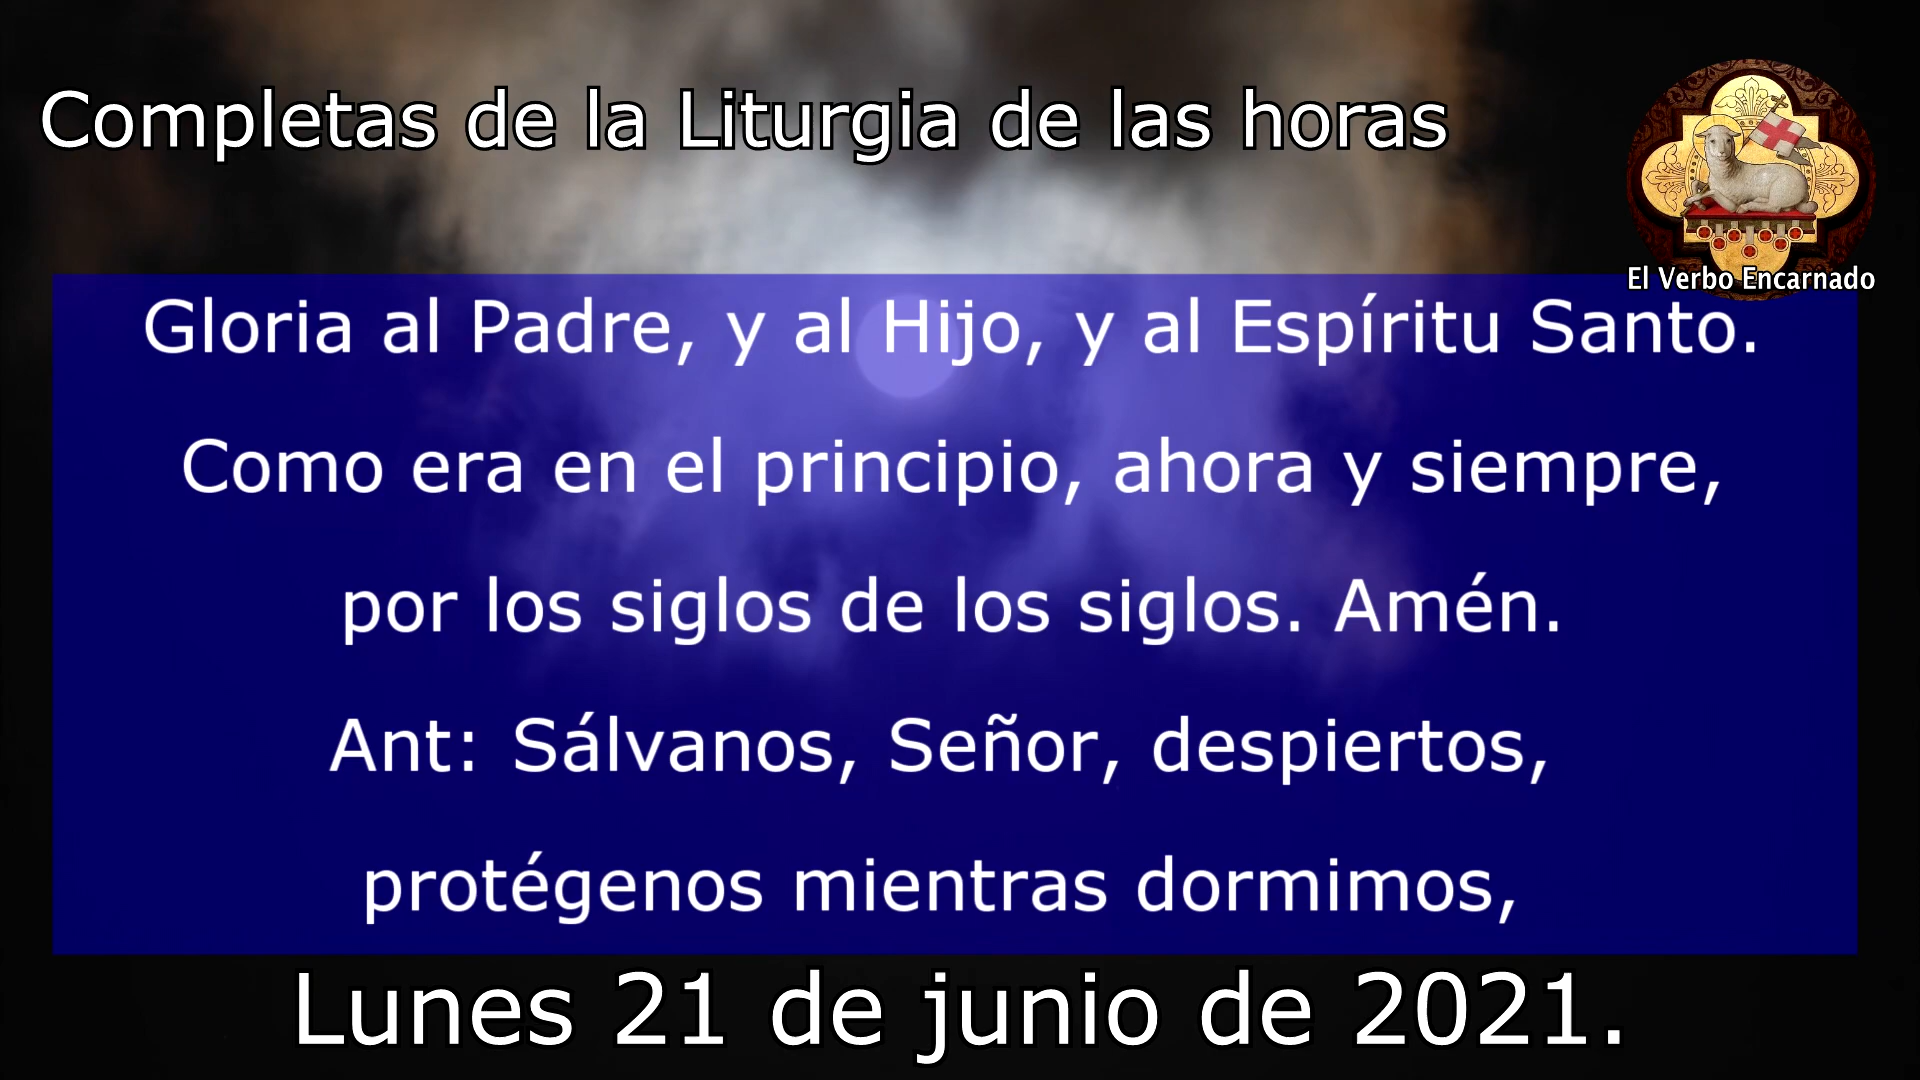 Completas de la Liturgia de las horas
El Verbo Encarnado
Gloria al Padre, y al Hijo, y al Espíritu Santo.
Como era en el principio, ahora y siempre,
por los siglos de los siglos. Amén.
Ant: Sálvanos, Señor, despiertos,
protégenos mientras dormimos,
Lunes 21 de junio de 2021.